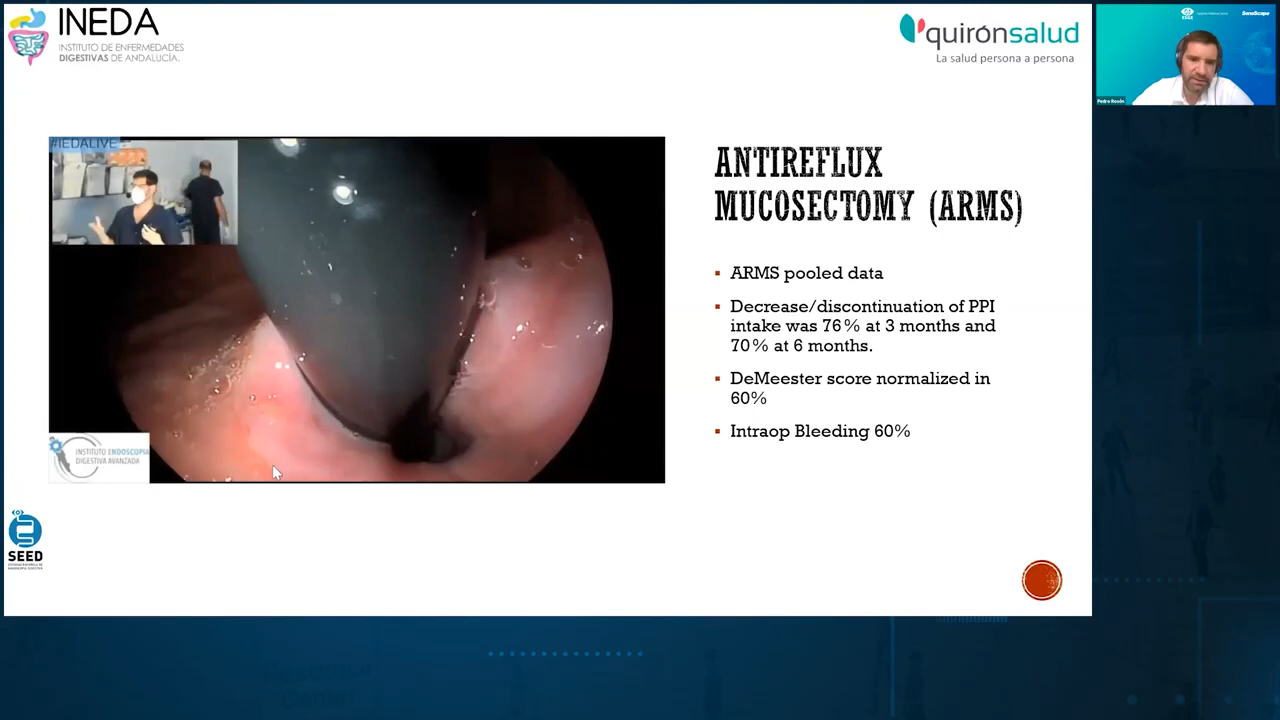 INEDA
INSTITUTO DE ENFERMEDADES
DIGESTIVAS DE ANDALUCÍA.
quirónsalud
La salud persona a persona
ESGE
SonoScape
Pedro Rosón
#IEDALIVE
ANTIREFLUX
MUCOSECTOMY (ARMS)
▪ ARMS pooled data
▪ Decrease/discontinuation of PPI
intake was 76% at 3 months and
70% at 6 months.
▪ DeMeester score normalized in
60%
▪ Intraop Bleeding 60%
INSTITUTO ENDOSCOPIA
DIGESTIVA AVANZADA
SEED